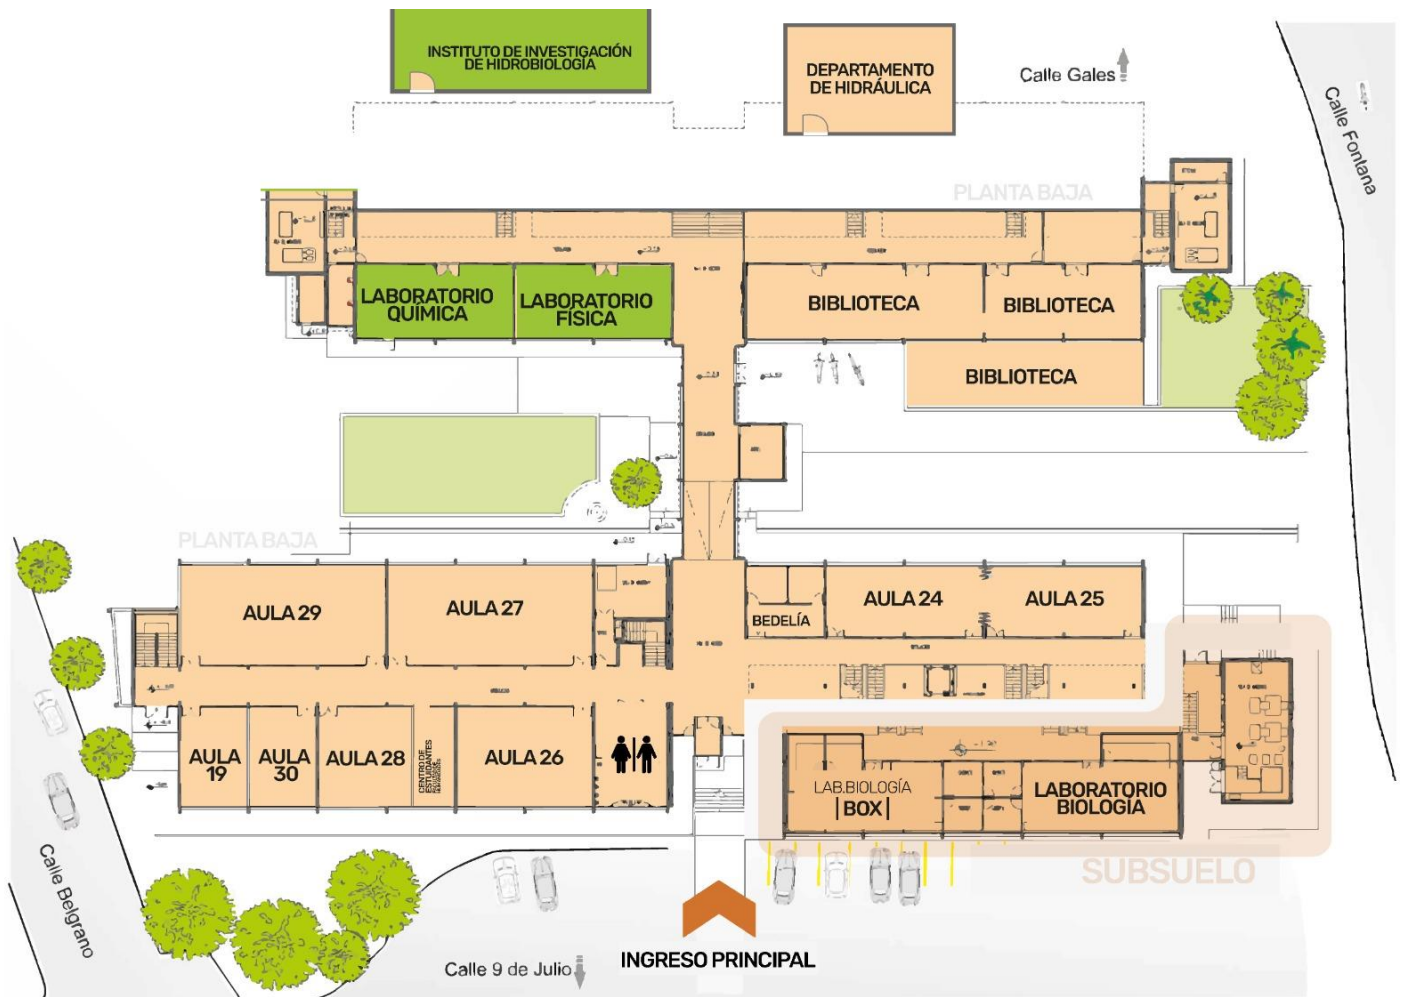 INSTITUTO DE INVESTIGACIÓN
DE HIDROBIOLOGÍA
DEPARTAMENTO
DE HIDRÁULICA
Calle Gales
Calle Fontana
PLANTA BAJA
LABORATORIO
QUÍMICA
LABORATORIO
FÍSICA
BIBLIOTECA
BIBLIOTECA
BIBLIOTECA
PLANTA BAJA
AULA 29
AULA 27
BEDELÍA
AULA 24
AULA 25
AULA
19
AULA
30
AULA 28
CENTRO DE
ESTUDIANTES
AULA 26
LAB.BIOLOGÍA
|BOX|
LABORATORIO
BIOLOGÍA
SUBSUELO
Calle Belgrano
Calle 9 de Julio
INGRESO PRINCIPAL